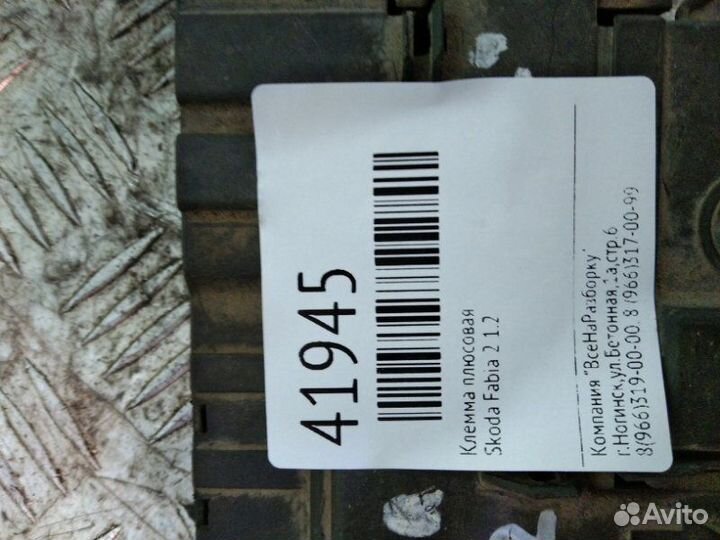 41945
Клемма плюсовая
Skoda Fabia 2 1.2
Компания "ВсеНаРазборку"
г.Ногинск,ул.Бетонная,1а,стр.6
8(966)319-00-00, 8 (966)317-00-99
Avito